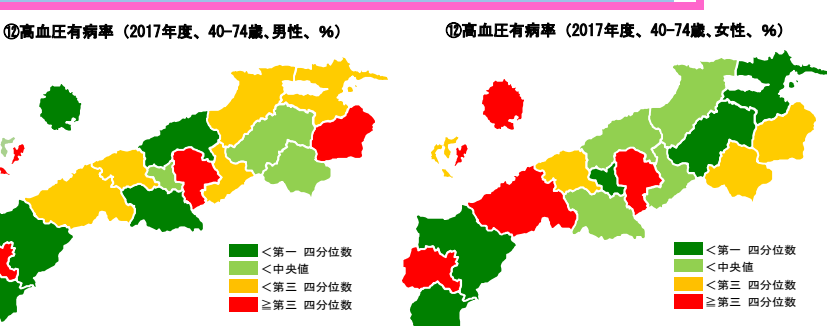 ⑫高血圧有病率（2017年度、40-74歳、男性、%）
⑫高血圧有病率（2017年度、40-74歳、女性、%）
＜第一 四分位数
＜中央値
＜第三 四分位数
≧第三 四分位数
＜第一 四分位数
＜中央値
＜第三 四分位数
≧第三 四分位数